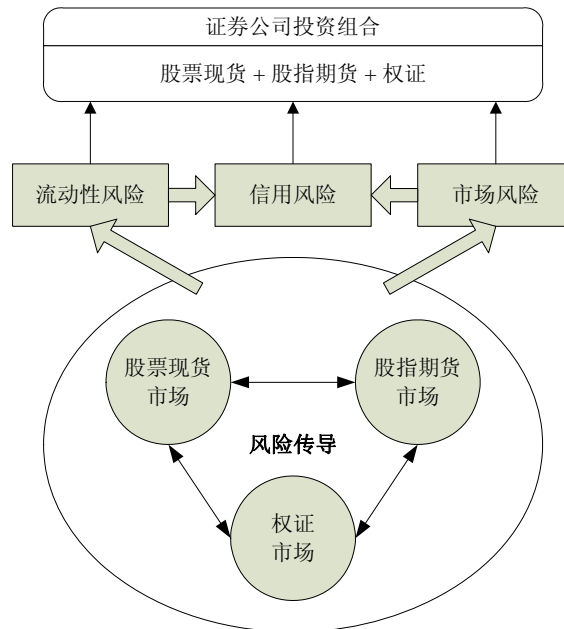 证券公司投资组合
股票现货 + 股指期货 + 权证
流动性风险
信用风险
市场风险
股票现货
市场
股指期货
市场
风险传导
权证
市场